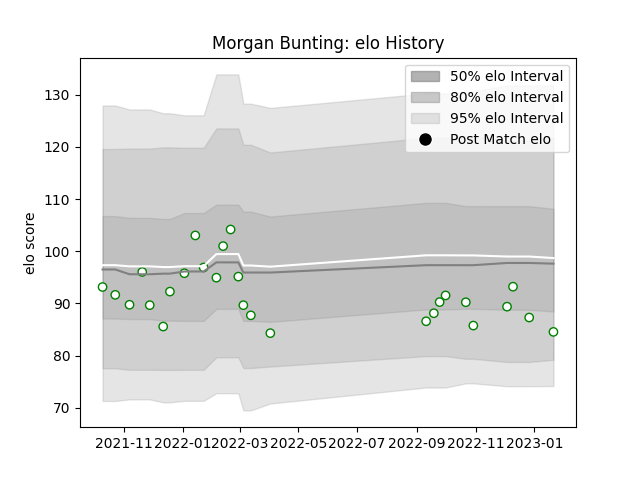 Morgan Bunting: elo History
50% elo Interval
80% elo Interval
95% elo Interval
Post Match elo
elo score
130
120
110
100
90
80
70
2021-11 2022-01 2022-03 2022-05 2022-07 2022-09 2022-11 2023-01